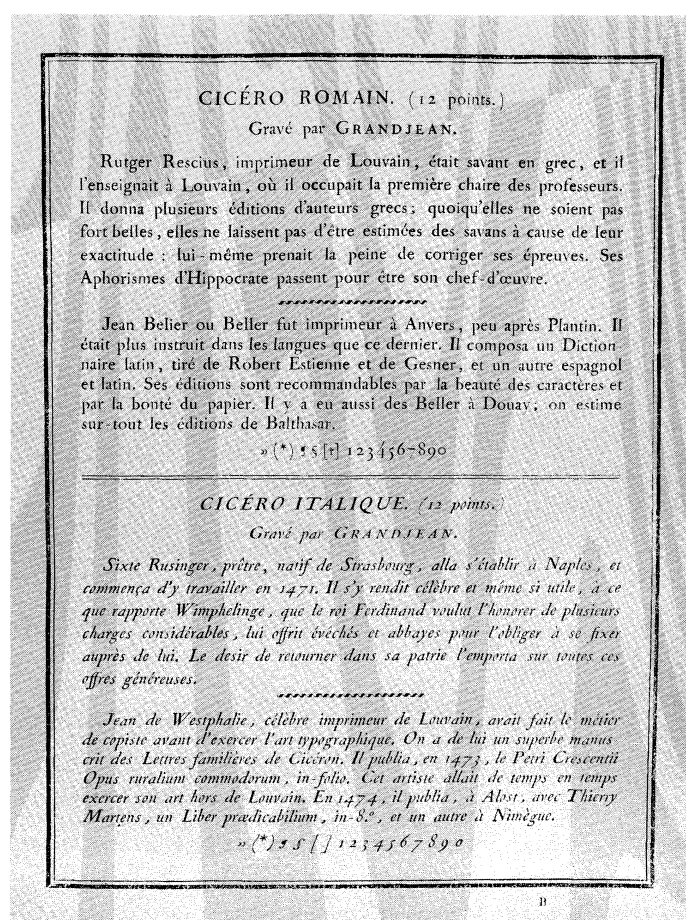 CICÉRO ROMAIN. (12 points.)
Gravé par GRANDJEAN.
Rutger Rescius, imprimeur de Louvain, était savant en grec, et il
l'enseignait à Louvain, où il occupait la première chaire des professeurs.
Il donna plusieurs éditions d'auteurs grecs; quoiqu'elles ne soient pas
fort belles, elles ne laissent pas d'être estimées des savans à cause de leur
exactitude : lui-même prenait la peine de corriger ses épreuves. Ses
Aphorismes d'Hippocrate passent pour être son chef-d'œuvre.
Jean Belier ou Beller fut imprimeur à Anvers, peu après Plantin. Il
était plus instruit dans les langues que ce dernier. Il composa un Diction
naire latin, tiré de Robert Estienne et de Gesner, et un autre espagnol
et latin. Ses éditions sont recommandables par la beauté des caractères et
par la bonté du papier. Il y a eu aussi des Beller à Douay, on estime
sur-tout les éditions de Balthasar.
» (*) ¶ § [†] 1234567890
CICÉRO ITALIQUE. (12 points.)
Gravé par GRANDJEAN.
Sixte Rusinger, prêtre, natif de Strasbourg, alla s'établir à Naples, et
commença d'y travailler en 1471. Il s'y rendit célèbre et même si utile, à ce
que rapporte Wimphelinge, que le roi Ferdinand voulut l'honorer de plusieurs
charges considérables, lui offrit évéchés et abbayes pour l'obliger à se fixer
auprès de lui. Le desir de retourner dans sa patrie l'emporta sur toutes ces
offres généreuses.
Jean de Westphalie, célèbre imprimeur de Louvain, avait fait le métier
de copiste avant d'exercer l'art typographique. On a de lui un superbe manus
crit des Lettres familières de Cicéron. Il publia, en 1473, le Petri Crescentii
Opus ruralium commodorum, in-folio. Cet artiste allait de temps en temps
exercer son art hors de Louvain. En 1474, il publia, à Alost, avec Thierry
Martens, un Liber prædicabilium, in-8.º, et un autre à Nimègue.
» (*) ¶ § [] 1234567890
B